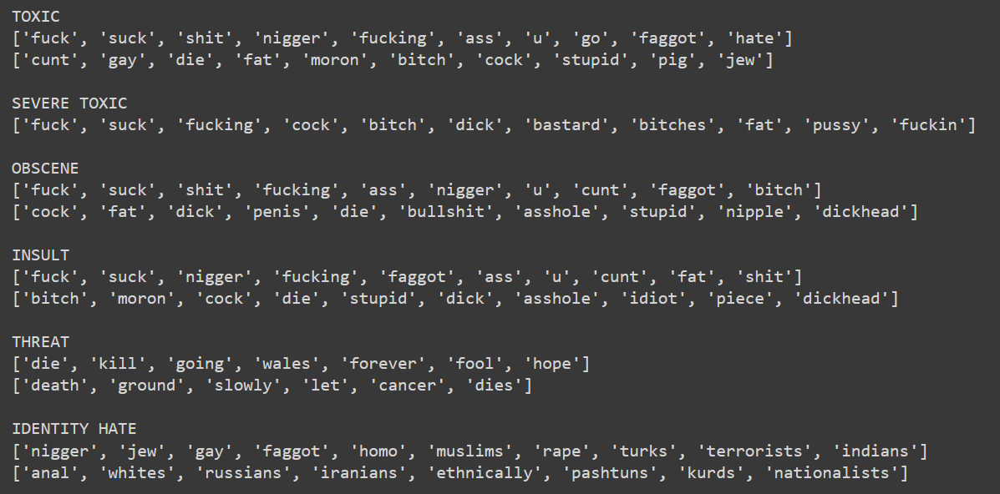 TOXIC
['fuck', 'suck', 'shit', 'nigger', 'fucking', 'ass', 'u', 'go', 'faggot', 'hate']
['cunt', 'gay', 'die', 'fat', 'moron', 'bitch', 'cock', 'stupid', 'pig', 'jew']
SEVERE TOXIC
['fuck', 'suck', 'fucking', 'cock', 'bitch', 'dick', 'bastard', 'bitches', 'fat', 'pussy', 'fuckin']
OBSCENE
['fuck', 'suck', 'shit', 'fucking', 'ass', 'nigger', 'u', 'cunt', 'faggot', 'bitch']
['cock', 'fat', 'dick', 'penis', 'die', 'bullshit', 'asshole', 'stupid', 'nipple', 'dickhead']
INSULT
['fuck', 'suck', 'nigger', 'fucking', 'faggot', 'ass', 'u', 'cunt', 'fat', 'shit']
['bitch', 'moron', 'cock', 'die', 'stupid', 'dick', 'asshole', 'idiot', 'piece', 'dickhead']
THREAT
['die', 'kill', 'going', 'wales', 'forever', 'fool', 'hope']
['death', 'ground', 'slowly', 'let', 'cancer', 'dies']
IDENTITY HATE
['nigger', 'jew', 'gay', 'faggot', 'homo', 'muslims', 'rape', 'turks', 'terrorists', 'indians']
['anal', 'whites', 'russians', 'iranians', 'ethnically', 'pashtuns', 'kurds', 'nationalists']